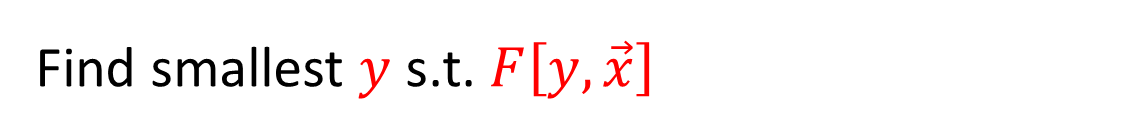 Find smallest y s.t. F[y, x⃗]